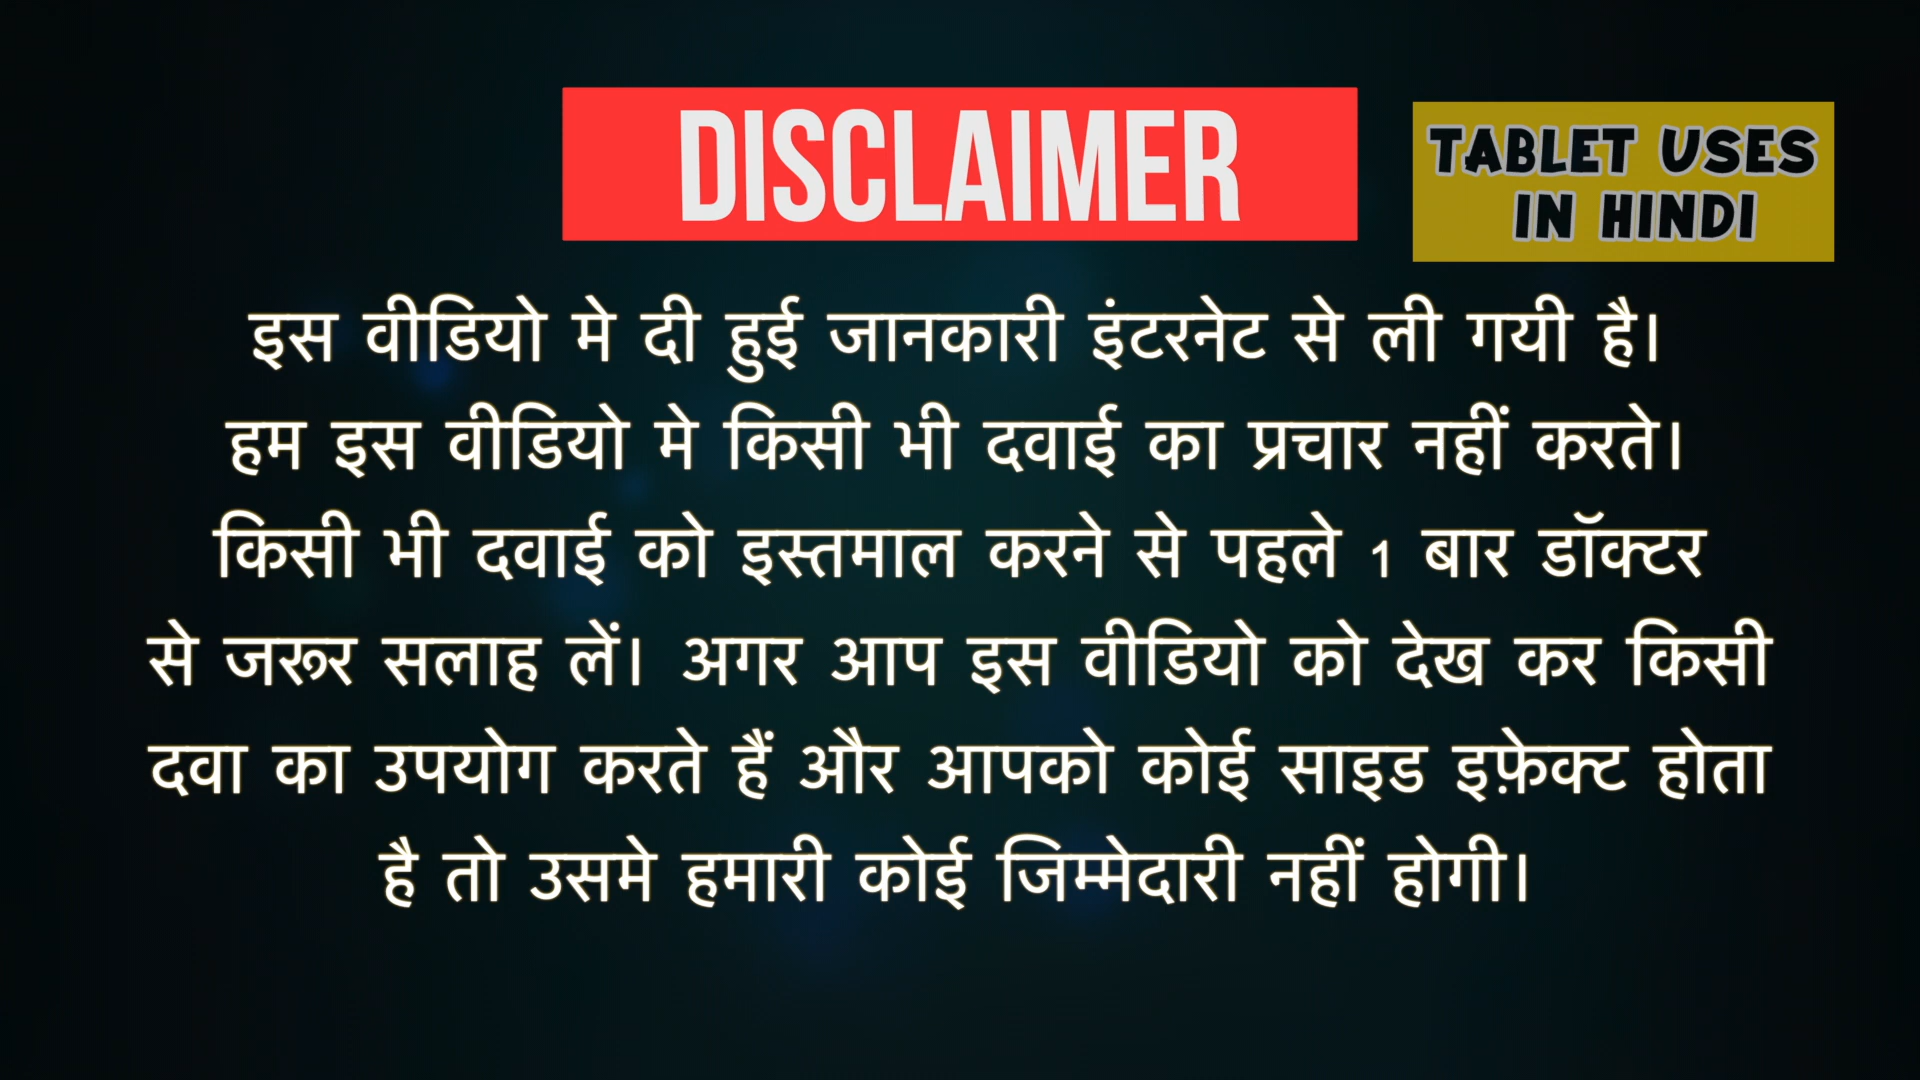 DISCLAIMER
TABLET USES
IN HINDI
इस वीडियो मे दी हुई जानकारी इंटरनेट से ली गयी है।
हम इस वीडियो मे किसी भी दवाई का प्रचार नहीं करते।
किसी भी दवाई को इस्तमाल करने से पहले 1 बार डॉक्टर
से जरूर सलाह लें। अगर आप इस वीडियो को देख कर किसी
दवा का उपयोग करते हैं और आपको कोई साइड इफ़ेक्ट होता
है तो उसमे हमारी कोई जिम्मेदारी नहीं होगी।